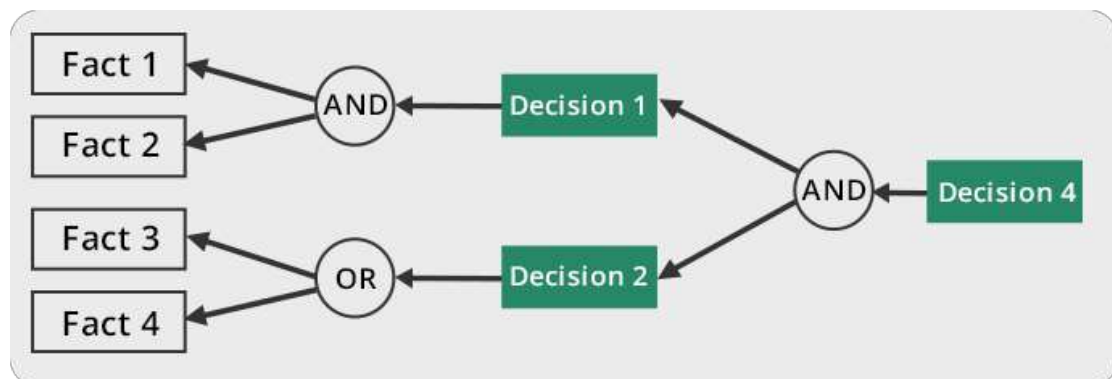 Fact 1
Fact 2
AND
Decision 1
AND
Decision 4
Fact 3
Fact 4
OR
Decision 2